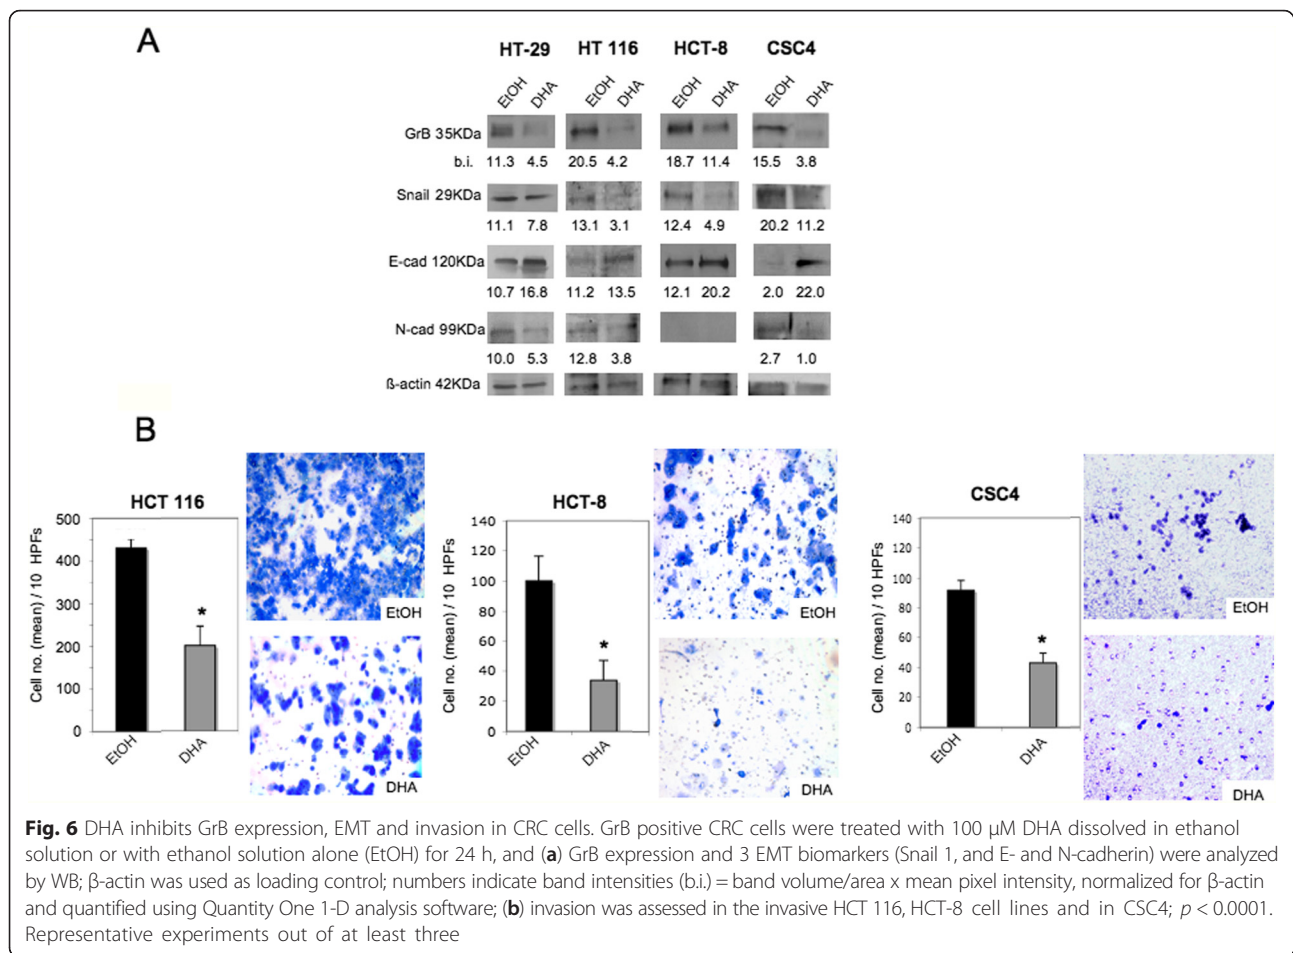 A
HT-29 HT 116 HCT-8 CSC4
EtOH DHA EtOH DHA EtOH DHA EtOH DHA
GrB 35KDa
b.i. 11.3 4.5 20.5 4.2 18.7 11.4 15.5 3.8
Snail 29KDa
11.1 7.8 13.1 3.1 12.4 4.9 20.2 11.2
E-cad 120KDa
10.7 16.8 11.2 13.5 12.1 20.2 2.0 22.0
N-cad 99KDa
10.0 5.3 12.8 3.8 2.7 1.0
ß-actin 42KDa
B
HCT 116
Cell no. (mean) / 10 HPFs
500
400
300
200
100
0
*
EtOH DHA
EtOH
DHA
HCT-8
Cell no. (mean) / 10 HPFs
140
120
100
80
60
40
20
0
*
EtOH DHA
EtOH
DHA
CSC4
Cell no. (mean) / 10 HPFs
140
120
100
80
60
40
20
0
*
EtOH DHA
EtOH
DHA
Fig. 6 DHA inhibits GrB expression, EMT and invasion in CRC cells. GrB positive CRC cells were treated with 100 μM DHA dissolved in ethanol
solution or with ethanol solution alone (EtOH) for 24 h, and (a) GrB expression and 3 EMT biomarkers (Snail 1, and E- and N-cadherin) were analyzed
by WB; β-actin was used as loading control; numbers indicate band intensities (b.i.) = band volume/area x mean pixel intensity, normalized for β-actin
and quantified using Quantity One 1-D analysis software; (b) invasion was assessed in the invasive HCT 116, HCT-8 cell lines and in CSC4; p < 0.0001.
Representative experiments out of at least three